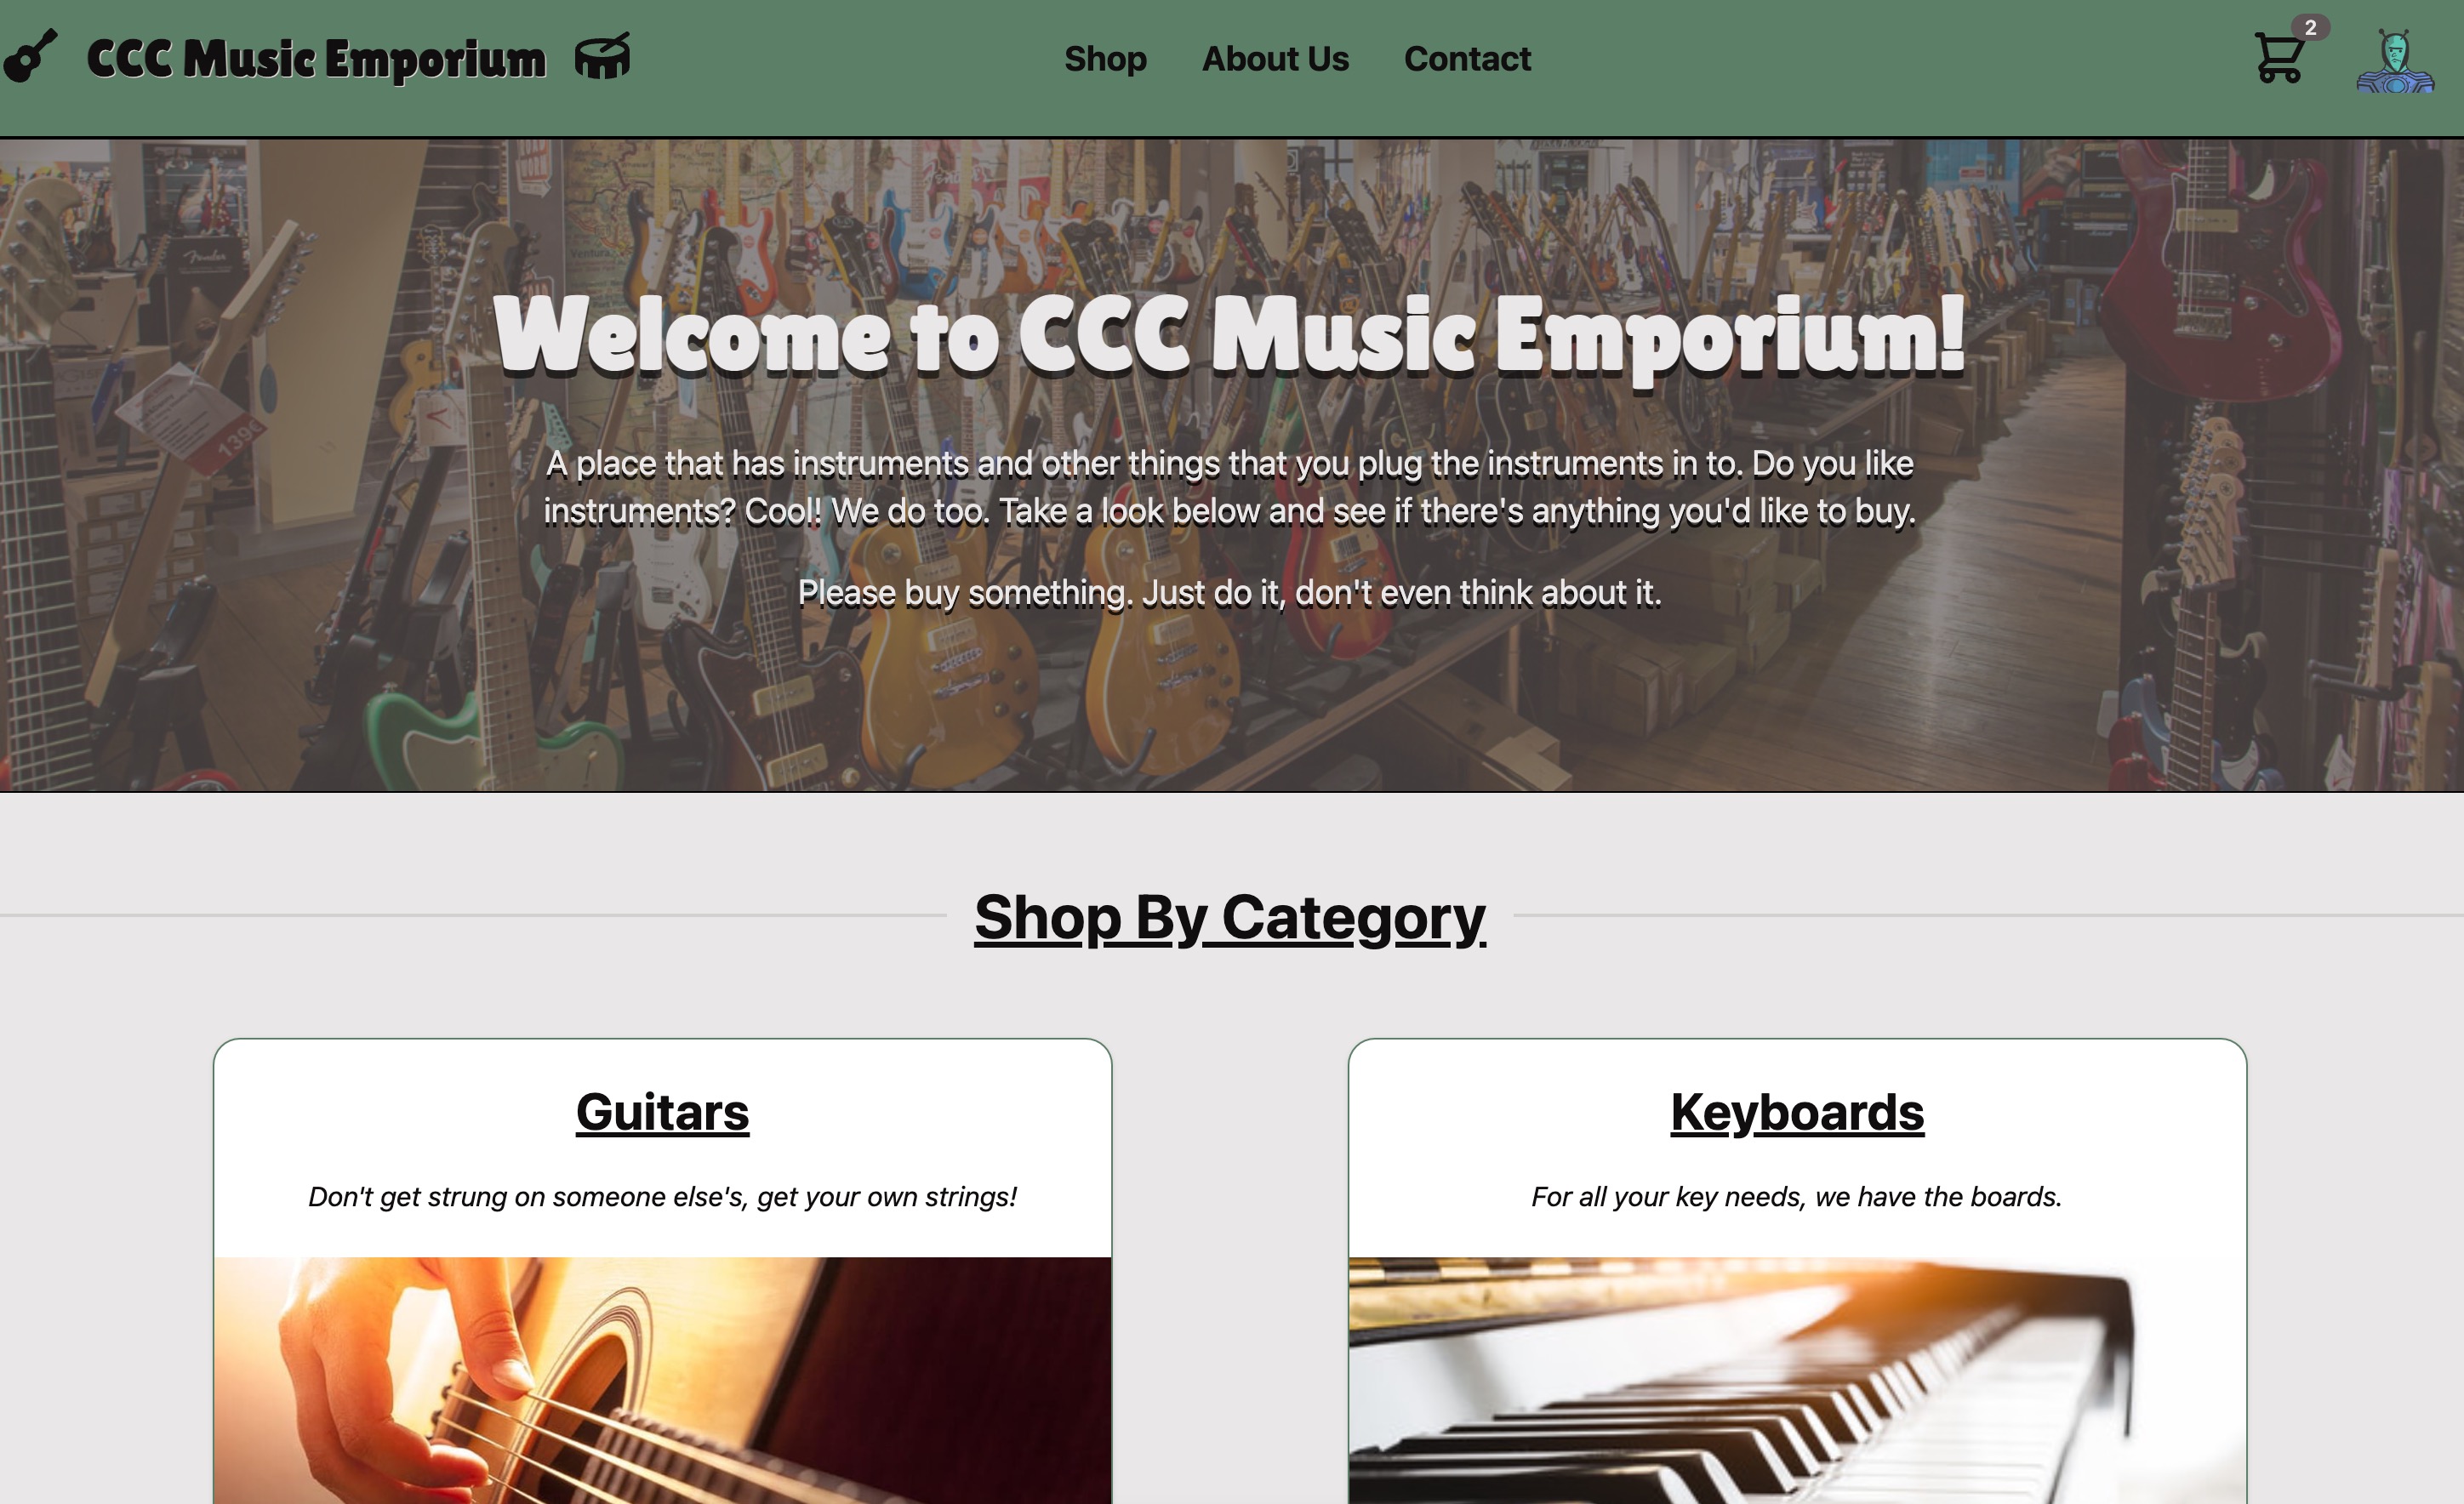 CCC Music Emporium
Shop
About Us
Contact
2
Welcome to CCC Music Emporium!
A place that has instruments and other things that you plug the instruments in to. Do you like
instruments? Cool! We do too. Take a look below and see if there's anything you'd like to buy.
Please buy something. Just do it, don't even think about it.
Fender
Ventura
139€
Shop By Category
Guitars
Don't get strung on someone else's, get your own strings!
Keyboards
For all your key needs, we have the boards.